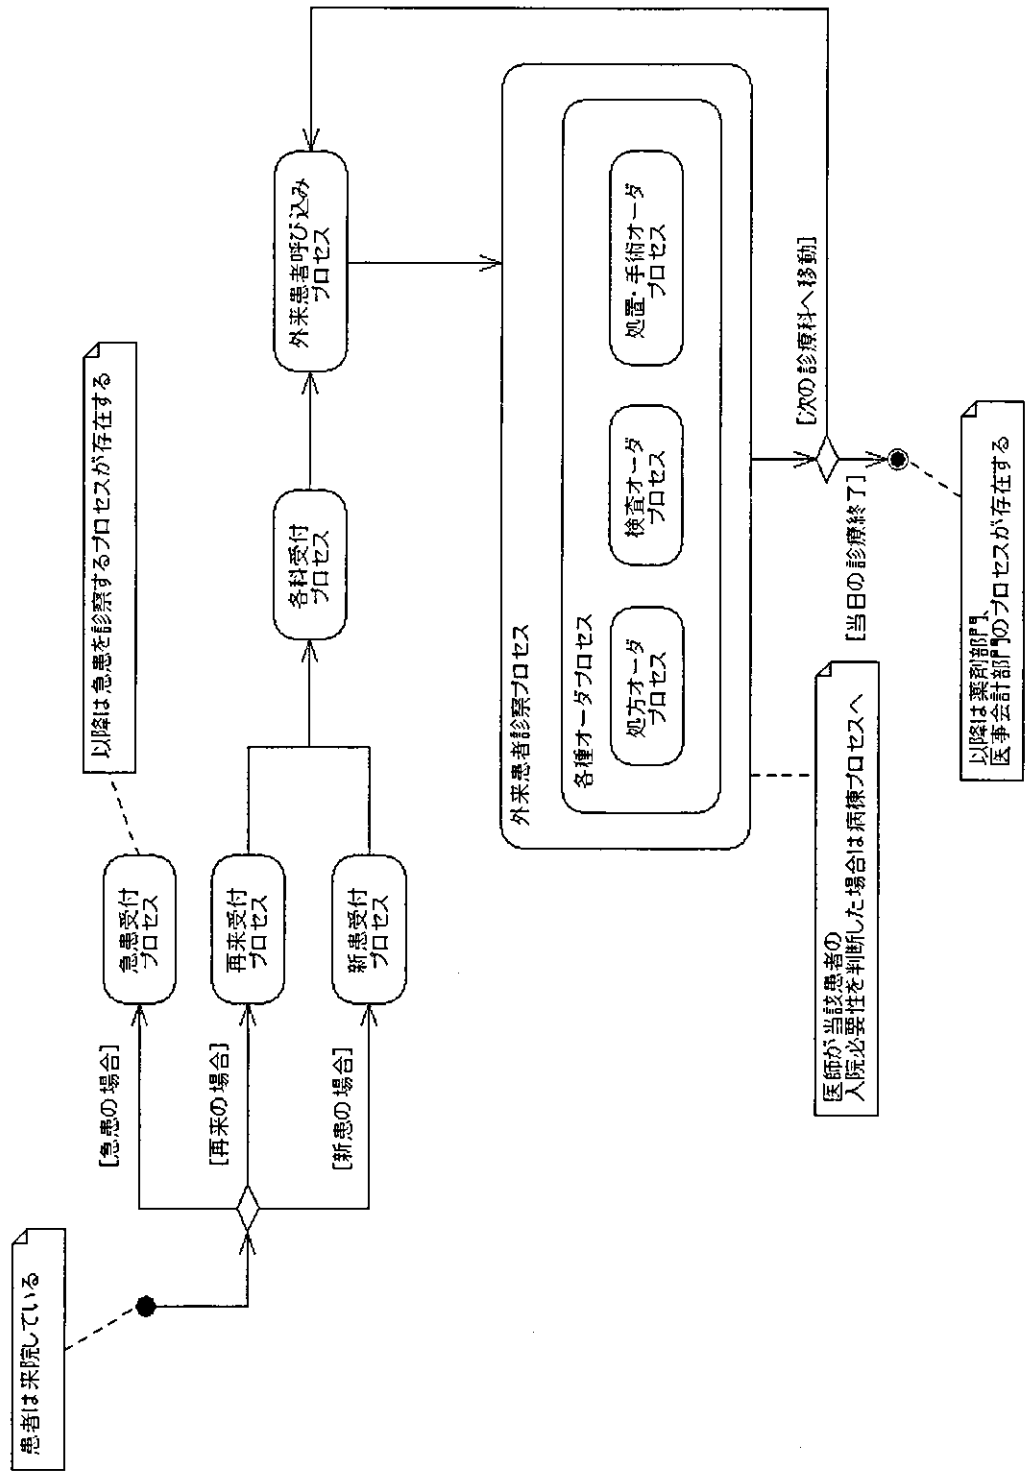 患者は来院している
[急患の場合]
[再来の場合]
[新患の場合]
急患受付
プロセス
再来受付
プロセス
新患受付
プロセス
以降は急患を診察するプロセスが存在する
各科受付
プロセス
外来患者呼び込み
プロセス
外来患者診察プロセス
各種オーダプロセス
処方オーダ
プロセス
検査オーダ
プロセス
処置・手術オーダ
プロセス
医師が当該患者の
入院必要性を判断した場合は病棟プロセスへ
[次の診療科へ移動]
[当日の診療終了]
以降は薬剤部門、
医事会計部門のプロセスが存在する